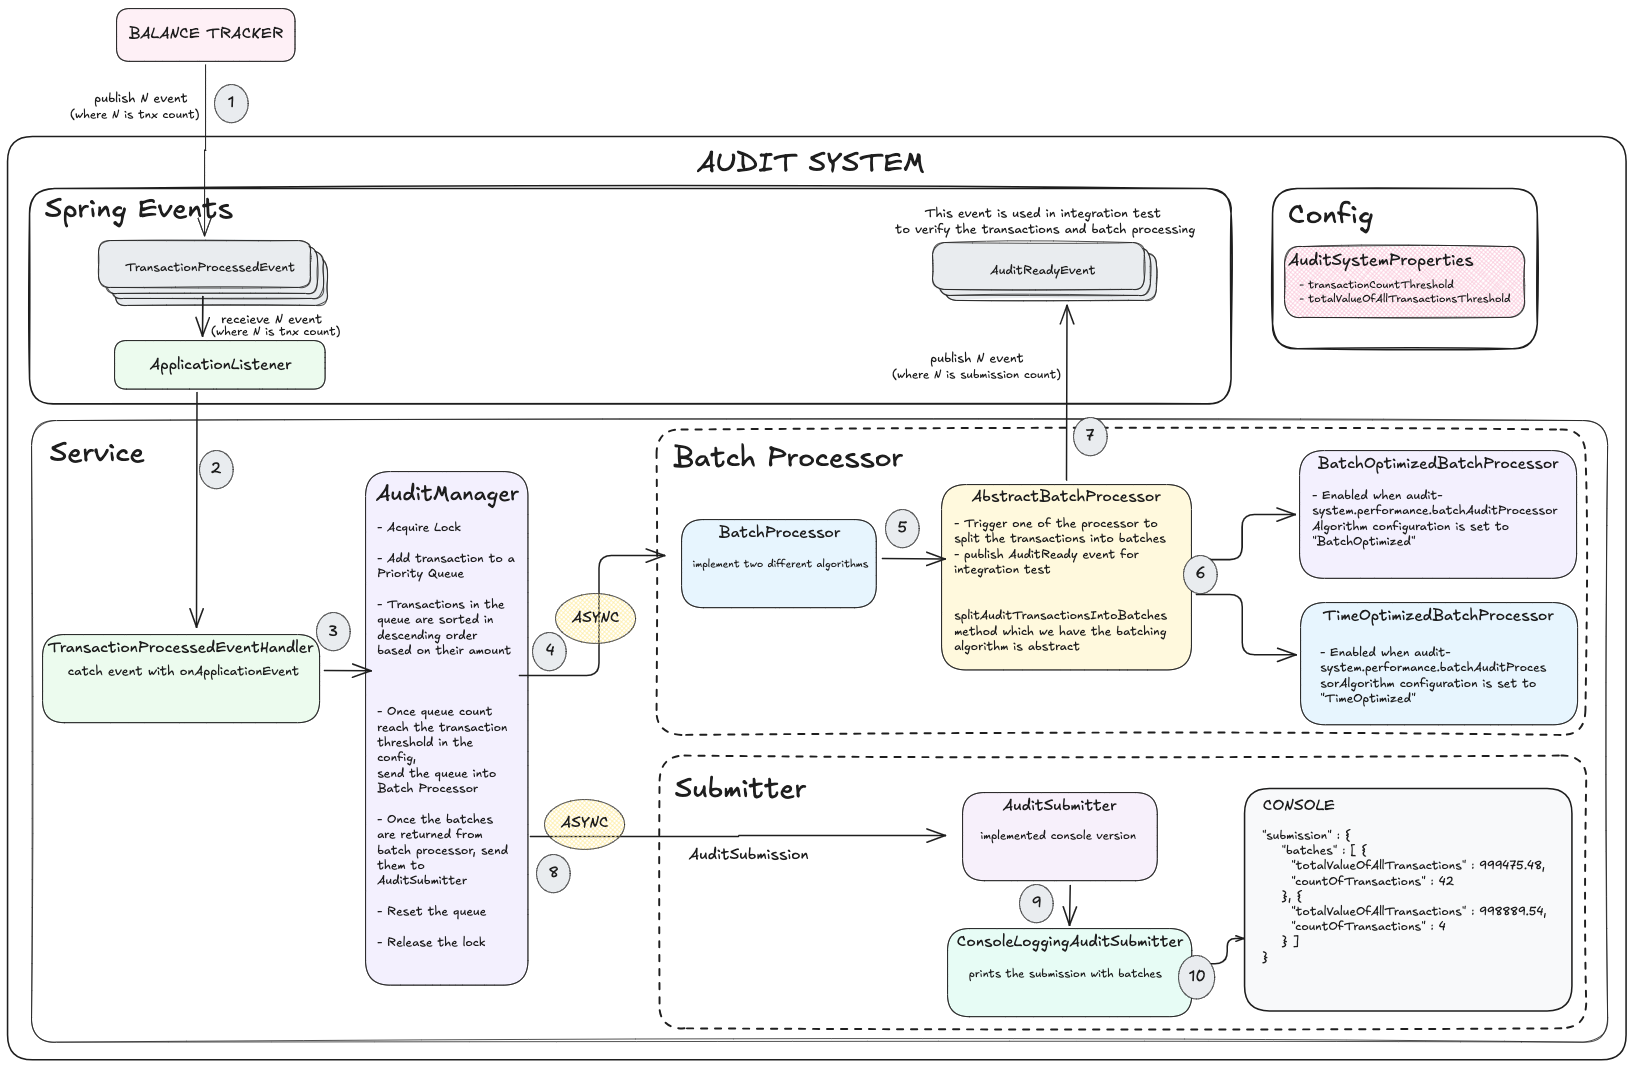 BALANCE TRACKER
publish N event
(where N is tnx count)
1
AUDIT SYSTEM
Spring Events
TransactionProcessedEvent
receieve N event
(where N is tnx count)
ApplicationListener
This event is used in integration test
to verify the transactions and batch processing
AuditReadyEvent
publish N event
(where N is submission count)
Config
AuditSystemProperties
- transactionCountThreshold
- totalValueOfAllTransactionsThreshold
Service
2
TransactionProcessedEventHandler
catch event with onApplicationEvent
3
AuditManager
- Acquire Lock
- Add transaction to a
Priority Queue
- Transactions in the
queue are sorted in
descending order
based on their amount
- Once queue count
reach the transaction
threshold in the
config,
send the queue into
Batch Processor
- Once the batches
are returned from
batch processor, send
them to
AuditSubmitter
- Reset the queue
- Release the lock
ASYNC
4
Batch Processor
BatchProcessor
implement two different algorithms
5
7
AbstractBatchProcessor
- Trigger one of the processor to
split the transactions into batches
- publish AuditReady event for
integration test
splitAuditTransactionsIntoBatches
method which we have the batching
algorithm is abstract
6
BatchOptimizedBatchProcessor
- Enabled when audit-
system.performance.batchAuditProcessor
Algorithm configuration is set to
"BatchOptimized"
TimeOptimizedBatchProcessor
- Enabled when audit-
system.performance.batchAuditProces
sorAlgorithm configuration is set to
"TimeOptimized"
ASYNC
8
AuditSubmission
Submitter
AuditSubmitter
implemented console version
9
ConsoleLoggingAuditSubmitter
prints the submission with batches
10
CONSOLE
"submission" : {
"batches" : [ {
"totalValueOfAllTransactions" : 999475.48,
"countOfTransactions" : 42
}, {
"totalValueOfAllTransactions" : 998889.54,
"countOfTransactions" : 4
} ]
}